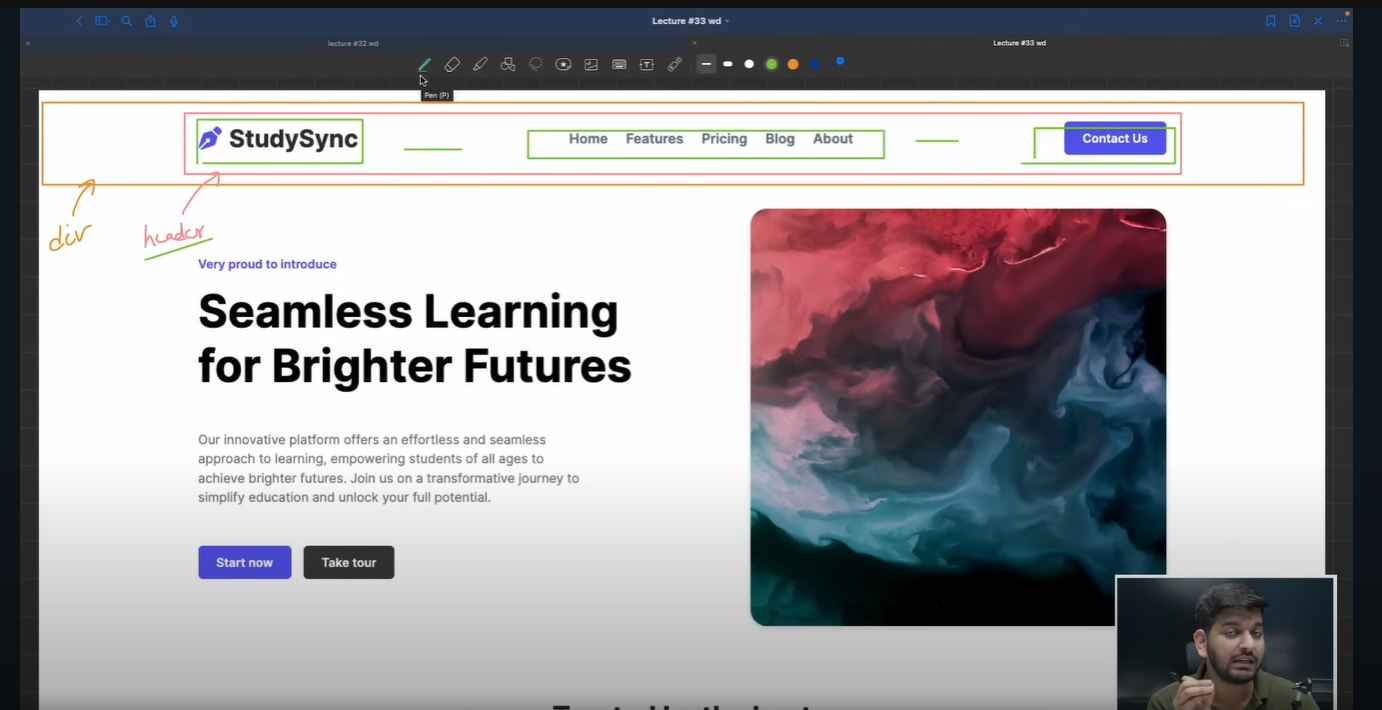 Lecture #33 wd
lecture #32 wd
Lecture #33 wd
Pen (P)
StudySync
Home Features Pricing Blog About
Contact Us
div
header
Very proud to introduce
Seamless Learning
for Brighter Futures
Our innovative platform offers an effortless and seamless
approach to learning, empowering students of all ages to
achieve brighter futures. Join us on a transformative journey to
simplify education and unlock your full potential.
Start now
Take tour